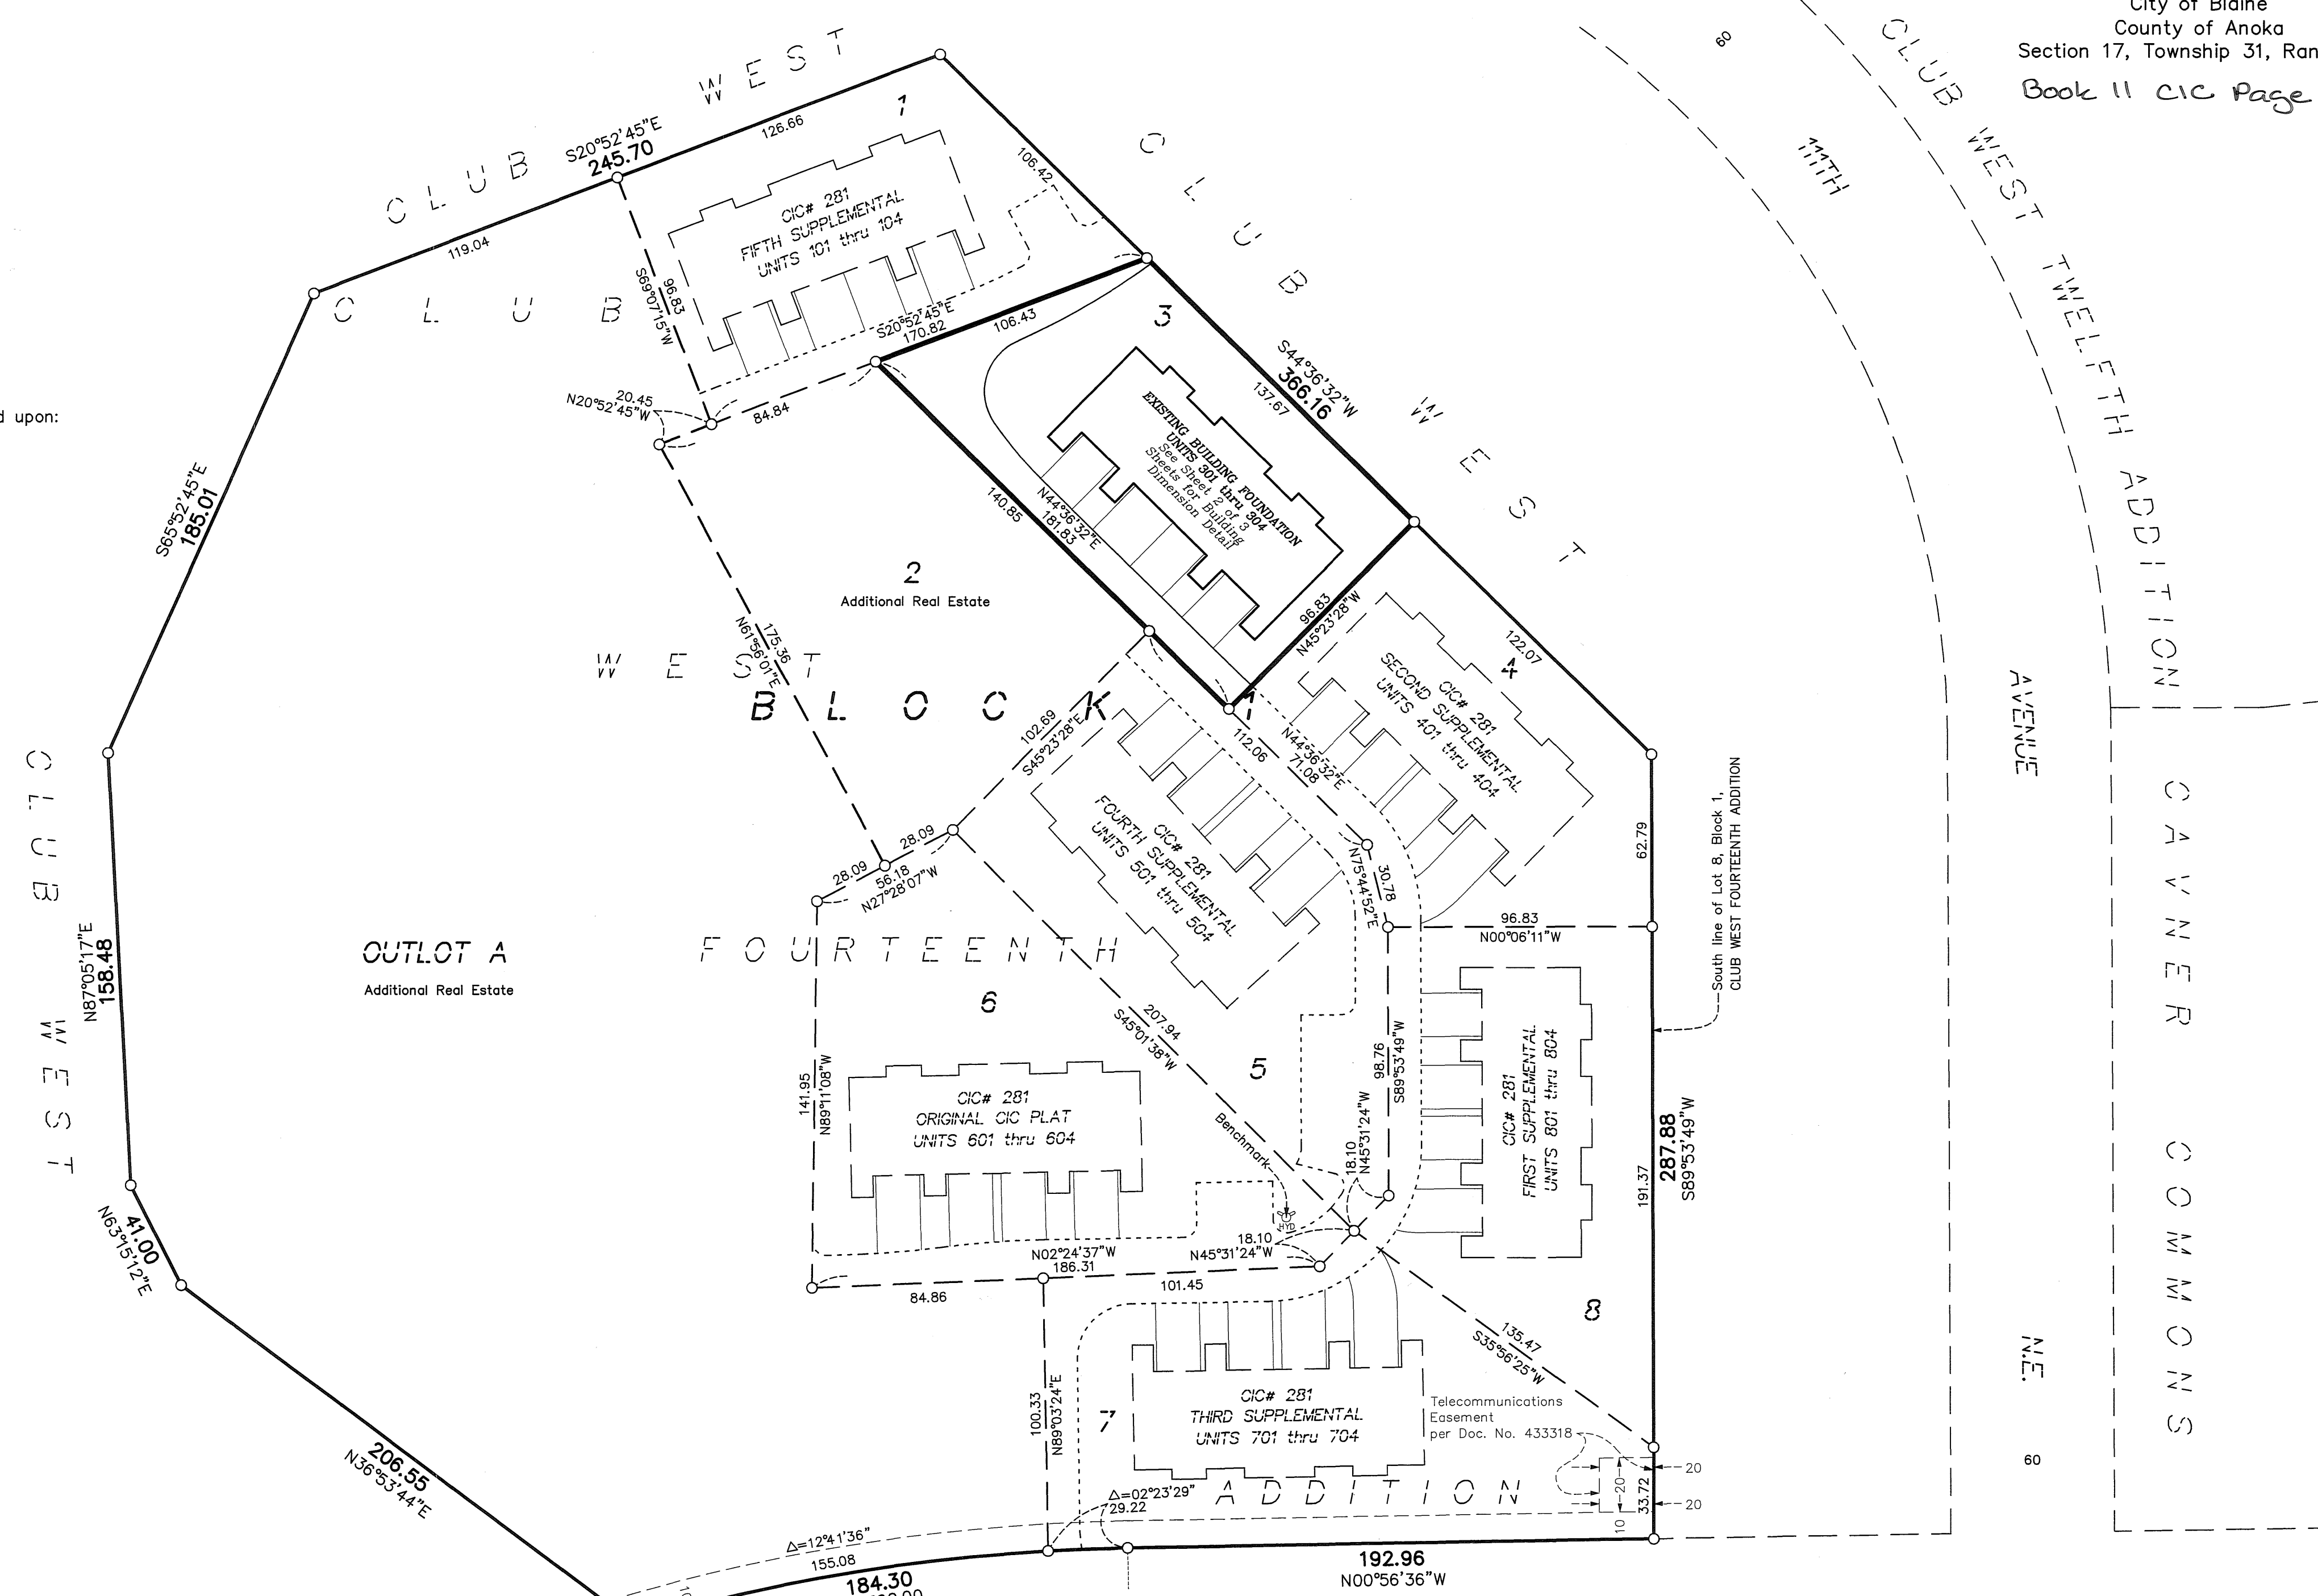 City of Blaine
County of Anoka
Section 17, Township 31, Ran
Book 11 CIC Page
CLUB WEST
S20°52'45"E
245.70
126.66
119.04
1
106.42
CIC# 281
FIFTH SUPPLEMENTAL
UNITS 101 thru 104
96.83
S69°07'15"W
CLUB WEST
60
111TH
AVENUE
N.E.
60
CLUB WEST TWELFTH ADDITION
CAVNER COMMONS
CLUB
S20°52'45"E
170.82
106.43
84.84
20.45
N20°52'45"W
d upon:
3
S44°36'32"W
366.16
137.67
EXISTING BUILDING FOUNDATION
UNITS 301 thru 304
See Sheet 2 of 3
Sheets for Building
Dimension Detail
140.85
N44°36'32"E
181.83
96.83
N45°23'28"W
S65°52'45"E
185.01
2
Additional Real Estate
175.36
N61°56'01"E
WEST
BLOCK 1
122.07
4
CIC# 281
SECOND SUPPLEMENTAL
UNITS 401 thru 404
N44°36'32"E
71.08
112.06
102.69
S45°23'28"E
CIC# 281
FOURTH SUPPLEMENTAL
UNITS 501 thru 504
30.78
N75°44'52"E
62.79
South line of Lot 8, Block 1,
CLUB WEST FOURTEENTH ADDITION
28.09
28.09
56.18
N27°28'07"W
96.83
N00°06'11"W
CLUB WEST
N87°05'17"E
158.48
OUTLOT A
Additional Real Estate
FOURTEENTH
6
207.94
S45°01'38"W
5
98.76
S89°53'49"W
141.95
N89°11'08"W
CIC# 281
ORIGINAL CIC PLAT
UNITS 601 thru 604
Benchmark
HYD
18.10
N45°31'24"W
CIC# 281
FIRST SUPPLEMENTAL
UNITS 801 thru 804
191.37
287.88
S89°53'49"W
41.00
N63°15'12"E
N02°24'37"W
186.31
18.10
N45°31'24"W
84.86
101.45
8
135.47
S35°56'25"W
100.33
N89°03'24"E
7
CIC# 281
THIRD SUPPLEMENTAL
UNITS 701 thru 704
Telecommunications
Easement
per Doc. No. 433318
20
20
20
33.72
10
206.55
N36°53'44"E
Δ=02°23'29"
29.22
ADDITION
Δ=12°41'36"
155.08
184.30
192.96
N00°56'36"W